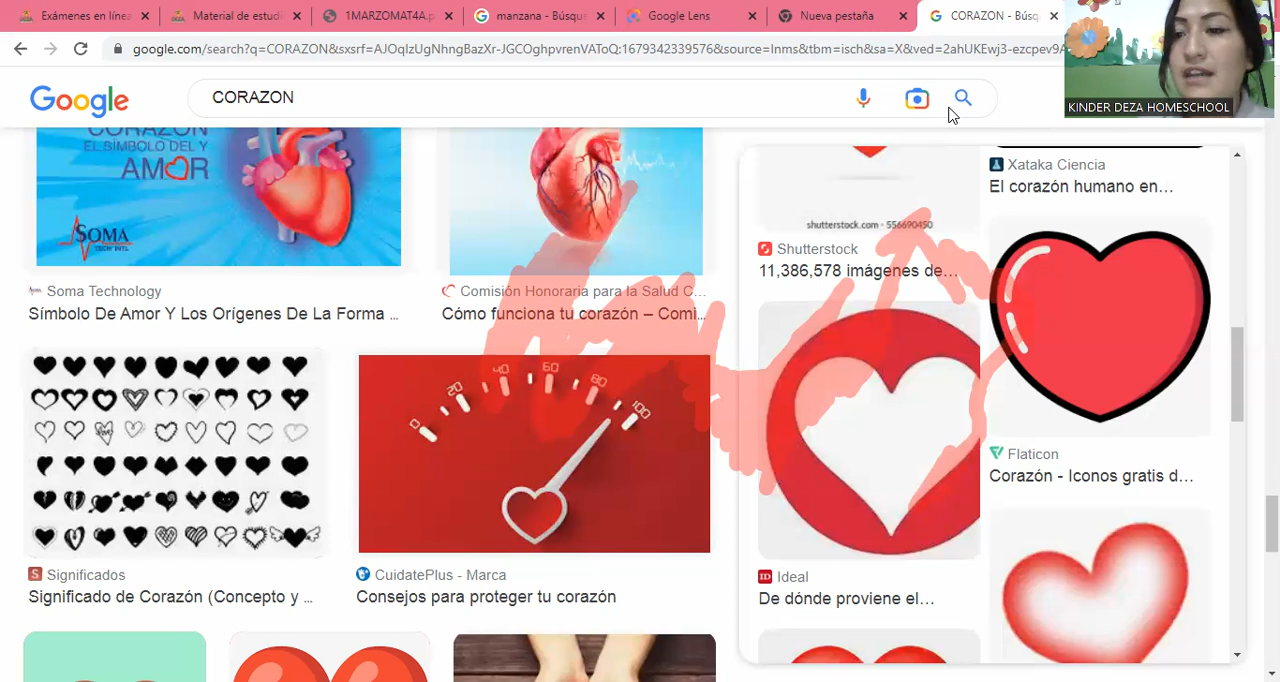 Exámenes en línea
Material de estudi
1MARZOMAT4A.p
manzana - Búsqu
Google Lens
Nueva pestaña
CORAZON - Búsq
google.com/search?q=CORAZON&sxsrf=AJOqlzUgNhngBazXr-JGCOghpvrenVAToQ:1679342339576&source=lnms&tbm=isch&sa=X&ved=2ahUKEwj3-ezcpev9A
KINDER DEZA HOMESCHOOL
Google
CORAZON
CORAZÓN
EL SÍMBOLO DEL Y
AMOR
SOMA
TECH INTL
Soma Technology
Símbolo De Amor Y Los Orígenes De La Forma ...
Comisión Honoraria para la Salud C...
Cómo funciona tu corazón – Comi...
shutterstock.com · 556690450
Shutterstock
11,386,578 imágenes de...
Xataka Ciencia
El corazón humano en...
0 20 40 60 80 100
Flaticon
Corazón - Iconos gratis d...
Significados
Significado de Corazón (Concepto y ...
CuidatePlus - Marca
Consejos para proteger tu corazón
Ideal
De dónde proviene el...